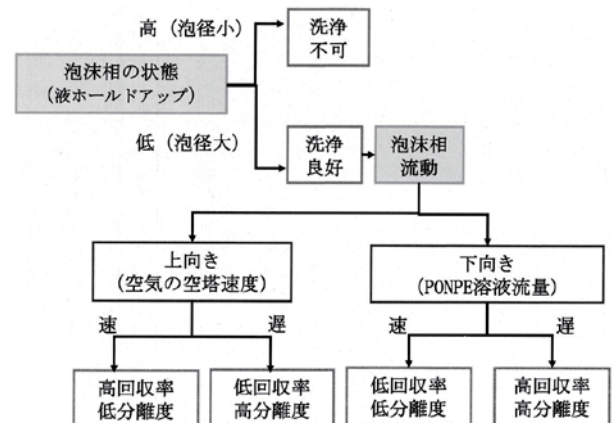 高（泡径小）
洗浄
不可
泡沫相の状態
（液ホールドアップ）
低（泡径大）
洗浄
良好
泡沫相
流動
上向き
（空気の空塔速度）
下向き
（PONPE溶液流量）
速
遅
速
遅
高回収率
低分離度
低回収率
高分離度
低回収率
低分離度
高回収率
高分離度